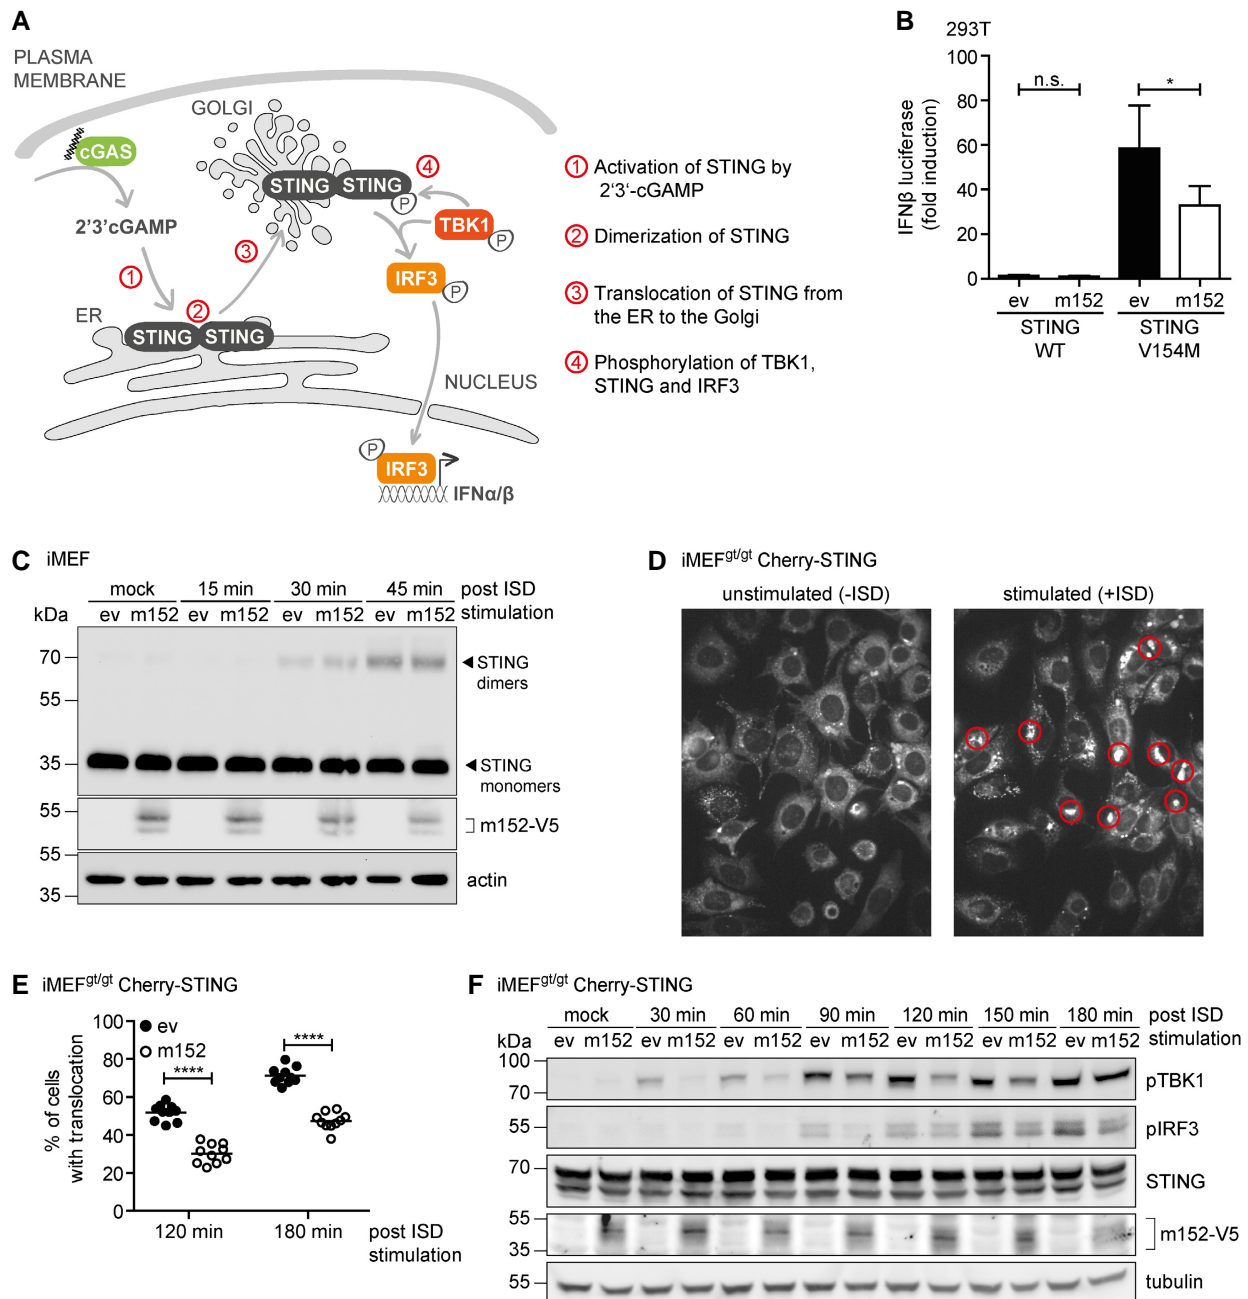 A
PLASMA
MEMBRANE
GOLGI
cGAS
STING STING
4
P
TBK1
P
2'3'cGAMP
3
1
2
IRF3
P
ER
STING STING
NUCLEUS
P
IRF3
IFNα/β
1 Activation of STING by
2‘3‘-cGAMP
2 Dimerization of STING
3 Translocation of STING from
the ER to the Golgi
4 Phosphorylation of TBK1,
STING and IRF3
B
293T
IFNβ luciferase
(fold induction)
100
80
60
40
20
0
n.s.
*
ev m152 ev m152
STING STING
WT V154M
C iMEF
mock 15 min 30 min 45 min post ISD
kDa ev m152 ev m152 ev m152 ev m152 stimulation
70
55
35
STING
dimers
STING
monomers
55
m152-V5
55
35
actin
D iMEFgt/gt Cherry-STING
unstimulated (-ISD) stimulated (+ISD)
E iMEFgt/gt Cherry-STING
% of cells
with translocation
100
80
60
40
20
0
ev
m152
****
****
120 min 180 min post ISD
stimulation
F iMEFgt/gt Cherry-STING
mock 30 min 60 min 90 min 120 min 150 min 180 min post ISD
kDa ev m152 ev m152 ev m152 ev m152 ev m152 ev m152 ev m152 stimulation
100
70
pTBK1
55
pIRF3
70
STING
55
35
m152-V5
55
tubulin